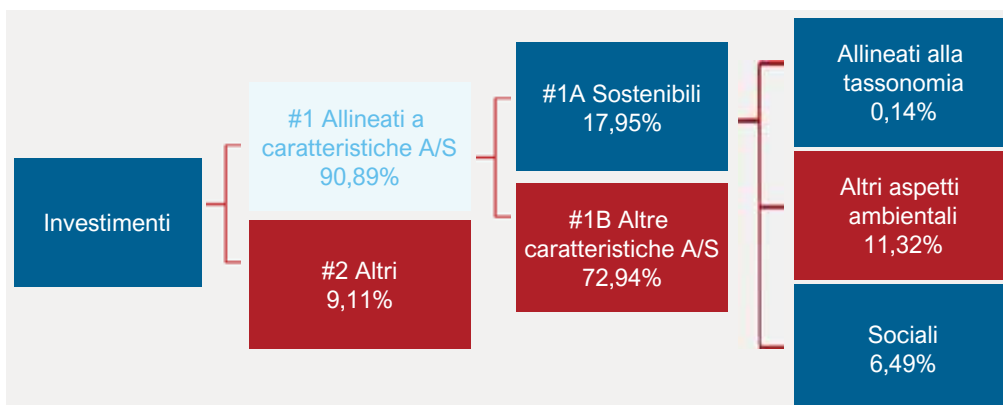 Investimenti
#1 Allineati a
caratteristiche A/S
90,89%
#2 Altri
9,11%
#1A Sostenibili
17,95%
#1B Altre
caratteristiche A/S
72,94%
Allineati alla
tassonomia
0,14%
Altri aspetti
ambientali
11,32%
Sociali
6,49%